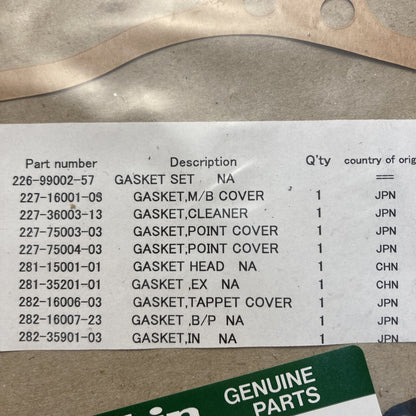 Part number Description Q'ty country of orig
226-99002-57 GASKET SET NA ===
227-16001-03 GASKET,M/B COVER 1 JPN
227-36003-13 GASKET,CLEANER 1 JPN
227-75003-03 GASKET,POINT COVER 1 JPN
227-75004-03 GASKET,POINT COVER 1 JPN
281-15001-01 GASKET HEAD NA 1 CHN
281-35201-01 GASKET ,EX NA 1 CHN
282-16006-03 GASKET,TAPPET COVER 1 JPN
282-16007-23 GASKET ,B/P NA 1 JPN
282-35901-03 GASKET,IN NA 1 JPN
GENUINE
PARTS